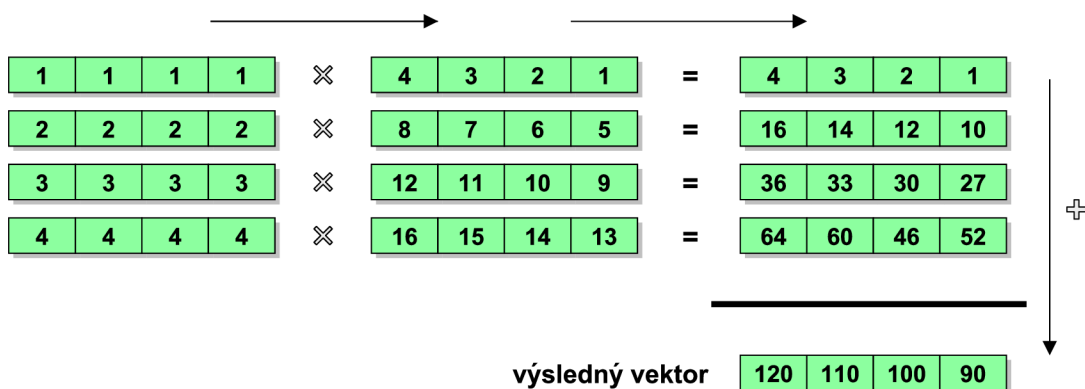 1 1 1 1 × 4 3 2 1 = 4 3 2 1
2 2 2 2 × 8 7 6 5 = 16 14 12 10
3 3 3 3 × 12 11 10 9 = 36 33 30 27
4 4 4 4 × 16 15 14 13 = 64 60 46 52
+
výsledný vektor 120 110 100 90